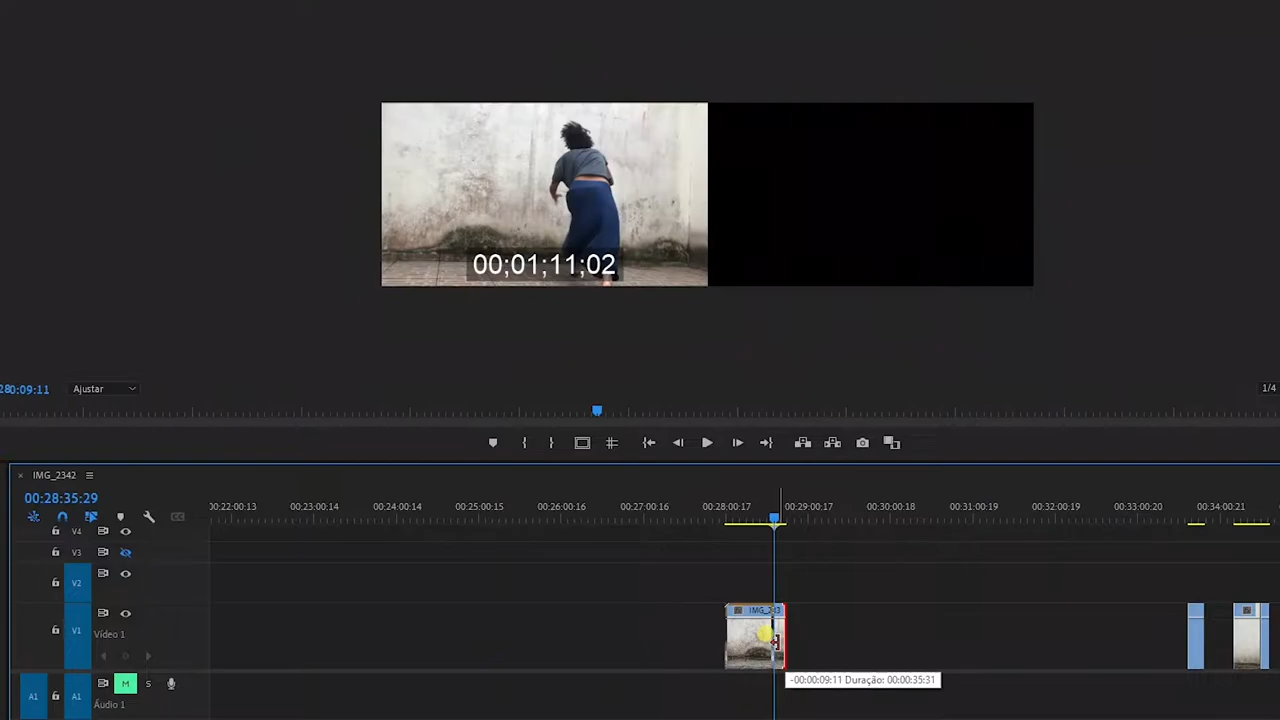 00;01;11;02
280:09:11
Ajustar
1/4
× IMG_2342
00:28:35:29
0:22:00:13 00:23:00:14 00:24:00:14 00:25:00:15 00:26:00:16 00:27:00:16 00:28:00:17 00:29:00:17 00:30:00:18 00:31:00:19 00:32:00:19 00:33:00:20 00:34:00:21
V4
V3
V2
IMG_233
V1
Vídeo 1
-00:00:09:11 Duração: 00:00:35:31
A1 A1 M S
Áudio 1